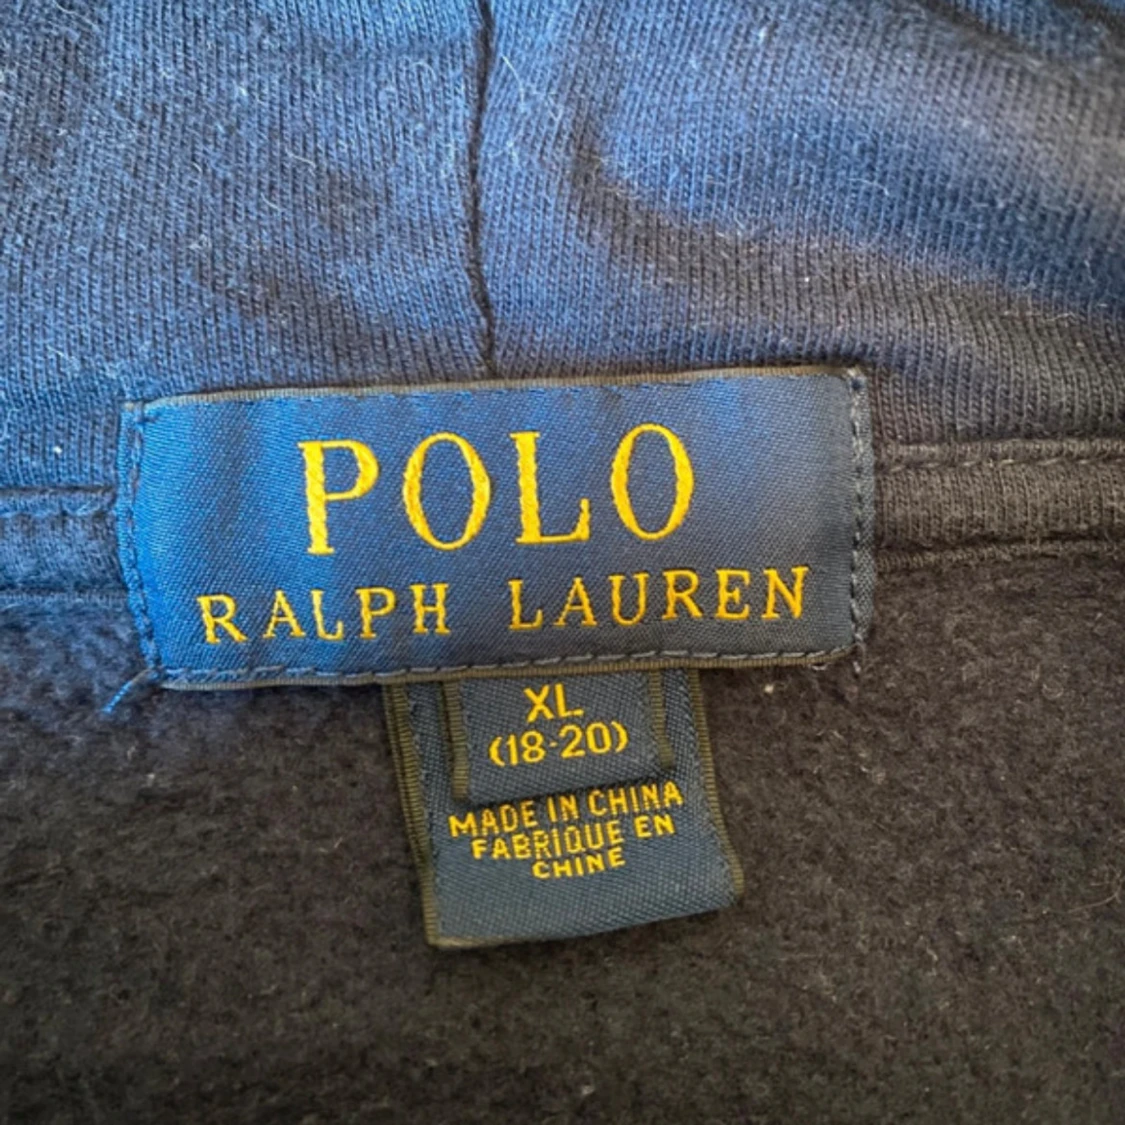 POLO
RALPH LAUREN
XL
(18-20)
MADE IN CHINA
FABRIQUE EN
CHINE